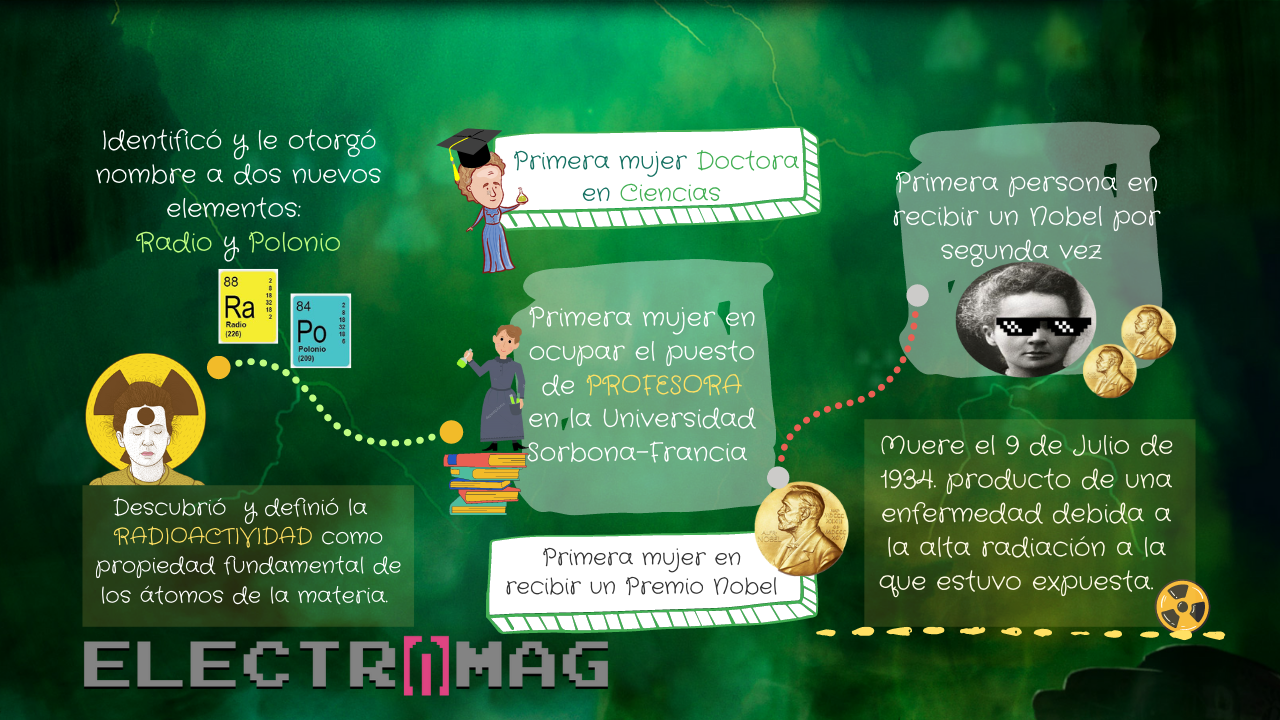 Identificó y le otorgó
nombre a dos nuevos
elementos:
Radio y Polonio
88
2
8
18
32
18
2
Ra
Radio
(226)
84
2
8
18
32
18
6
Po
Polonio
(209)
Descubrió y definió la
RADIOACTIVIDAD como
propiedad fundamental de
los átomos de la materia.
Primera mujer Doctora
en Ciencias
Primera mujer en
ocupar el puesto
de PROFESORA
en la Universidad
Sorbona-Francia
Primera mujer en
recibir un Premio Nobel
Primera persona en
recibir un Nobel por
segunda vez
Muere el 9 de Julio de
1934. producto de una
enfermedad debida a
la alta radiación a la
que estuvo expuesta.
ELECTR()MAG